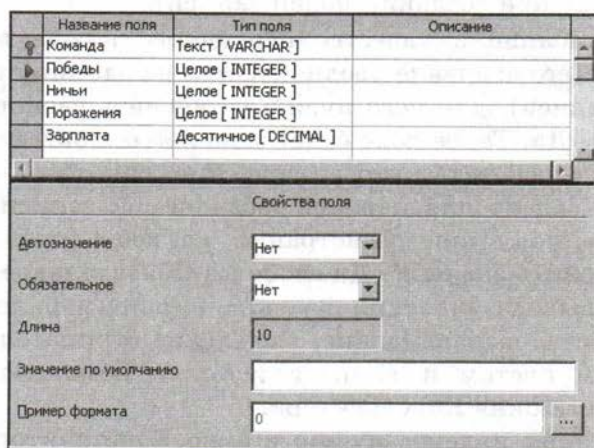 Название поля Тип поля Описание
Команда Текст [ VARCHAR ]
Победы Целое [ INTEGER ]
Ничьи Целое [ INTEGER ]
Поражения Целое [ INTEGER ]
Зарплата Десятичное [ DECIMAL ]
Свойства поля
Автозначение Нет
Обязательное Нет
Длина 10
Значение по умолчанию
Пример формата 0 ...